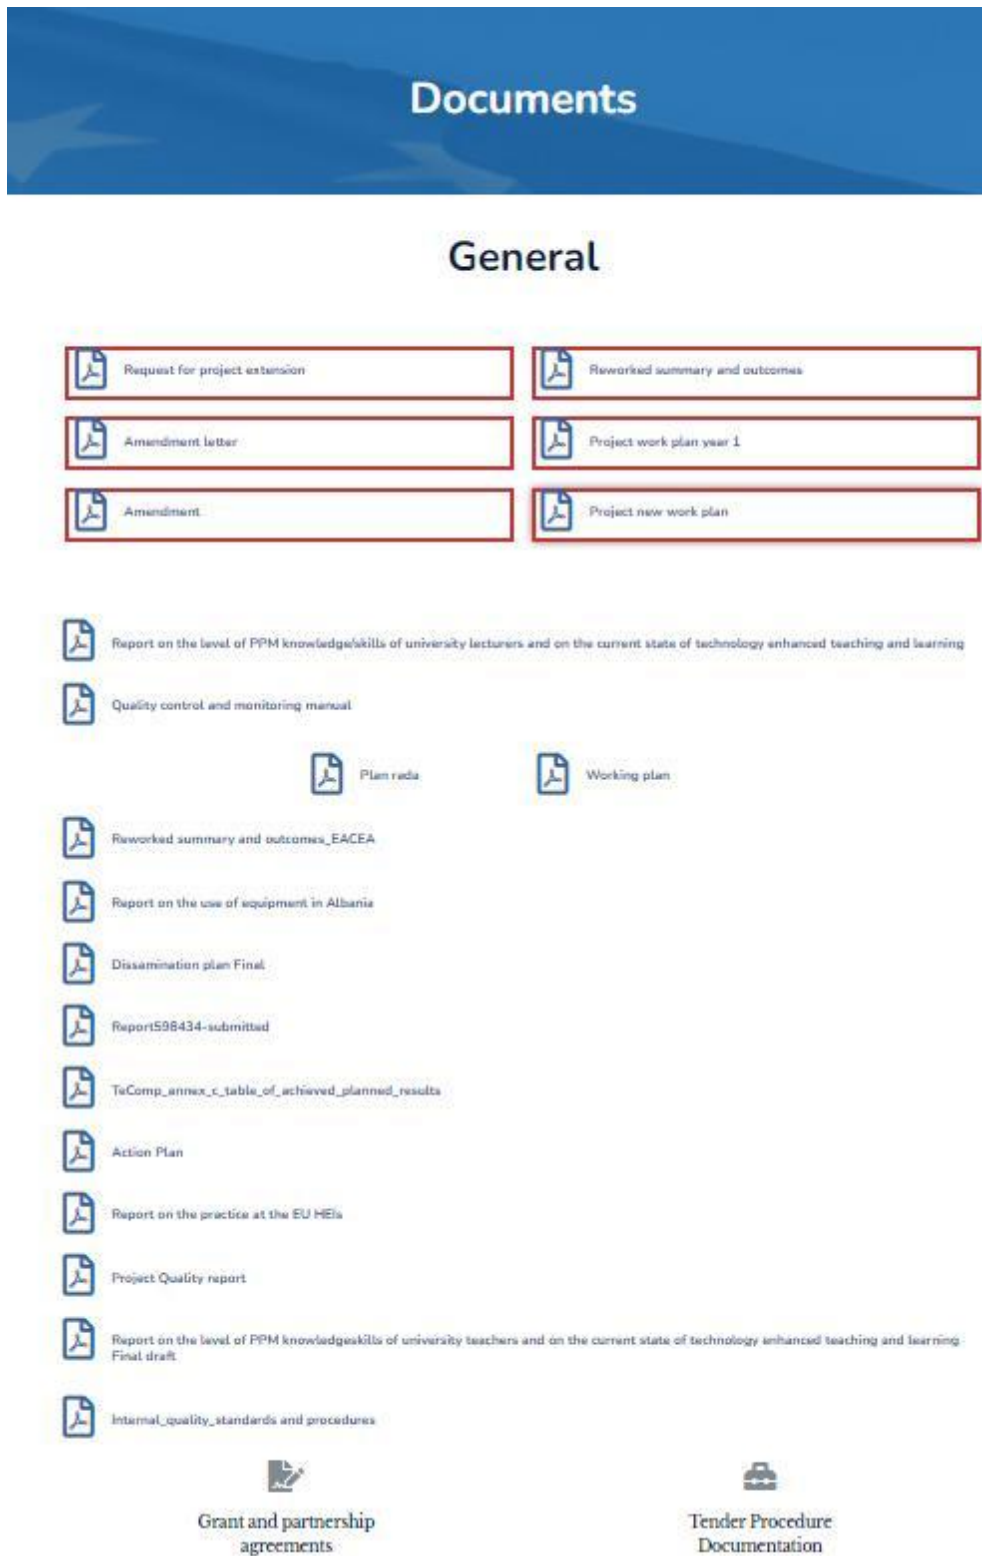 Documents
General
Request for project extension
Reworked summary and outcomes
Amendment letter
Project work plan year 1
Amendment
Project new work plan
Report on the level of PPM knowledge/skills of university lecturers and on the current state of technology enhanced teaching and learning
Quality control and monitoring manual
Plan rada
Working plan
Reworked summary and outcomes_EACEA
Report on the use of equipment in Albania
Dissamination plan Final
Report598434-submitted
TeComp_annex_c_table_of_achieved_planned_results
Action Plan
Report on the practice at the EU HEIs
Project Quality report
Report on the level of PPM knowledgeskills of university teachers and on the current state of technology enhanced teaching and learning
Final draft
Internal_quality_standards and procedures
Grant and partnership
agreements
Tender Procedure
Documentation